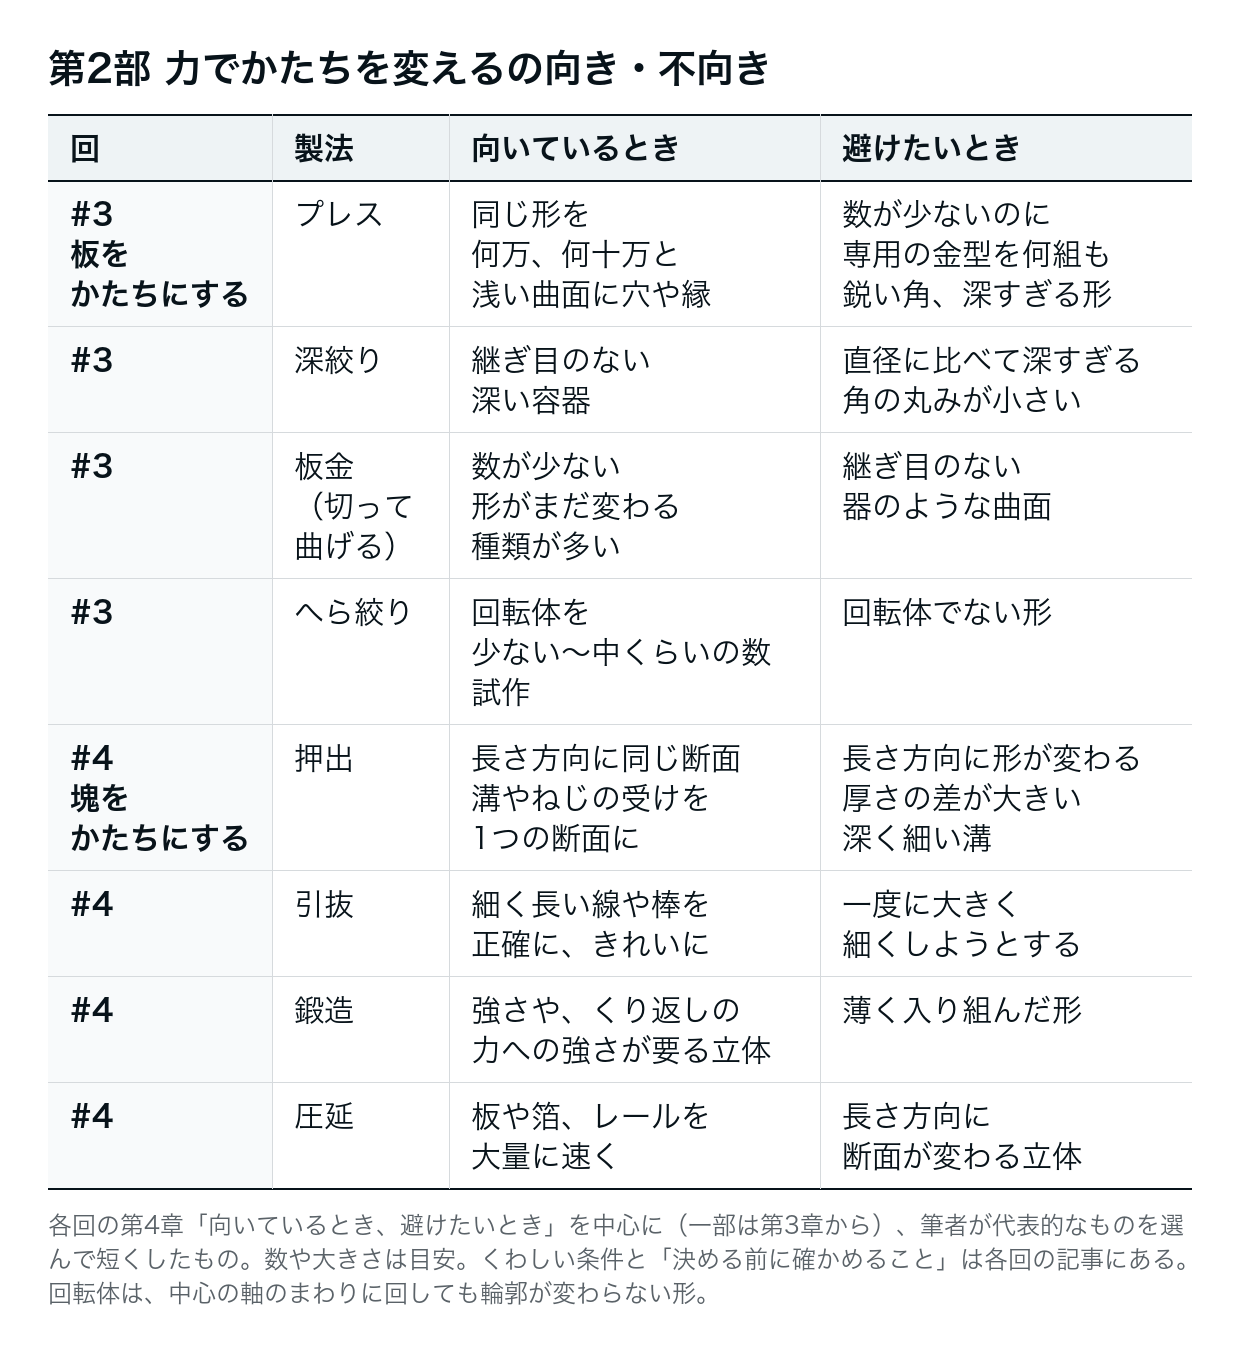 第2部 力でかたちを変えるの向き・不向き
回 製法 向いているとき 避けたいとき
#3
板を
かたちにする
プレス
同じ形を
何万、何十万と
浅い曲面に穴や縁
数が少ないのに
専用の金型を何組も
鋭い角、深すぎる形
#3
深絞り
継ぎ目のない
深い容器
直径に比べて深すぎる
角の丸みが小さい
#3
板金
（切って
曲げる）
数が少ない
形がまだ変わる
種類が多い
継ぎ目のない
器のような曲面
#3
へら絞り
回転体を
少ない〜中くらいの数
試作
回転体でない形
#4
塊を
かたちにする
押出
長さ方向に同じ断面
溝やねじの受けを
1つの断面に
長さ方向に形が変わる
厚さの差が大きい
深く細い溝
#4
引抜
細く長い線や棒を
正確に、きれいに
一度に大きく
細くしようとする
#4
鍛造
強さや、くり返しの
力への強さが要る立体
薄く入り組んだ形
#4
圧延
板や箔、レールを
大量に速く
長さ方向に
断面が変わる立体
各回の第4章「向いているとき、避けたいとき」を中心に（一部は第3章から）、筆者が代表的なものを選
んで短くしたもの。数や大きさは目安。くわしい条件と「決める前に確かめること」は各回の記事にある。
回転体は、中心の軸のまわりに回しても輪郭が変わらない形。